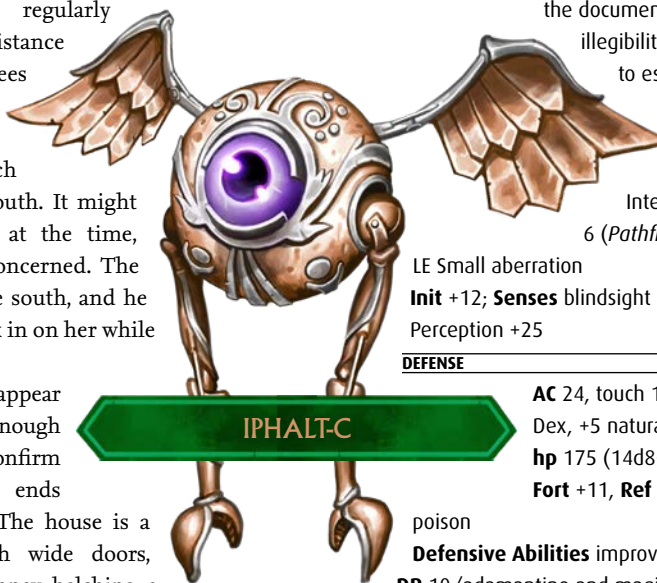 regularly
istance
ees
ch
outh. It might
at the time,
oncerned. The
e south, and he
k in on her while
appear
nough
onfirm
ends
The house is a
h wide doors,
the documen
illegibilit
to es
Inte
6 (Pathf
LE Small aberration
Init +12; Senses blindsight
Perception +25
DEFENSE
AC 24, touch 1
Dex, +5 natura
hp 175 (14d8
Fort +11, Ref
poison
Defensive Abilities improv
IPHALT-C